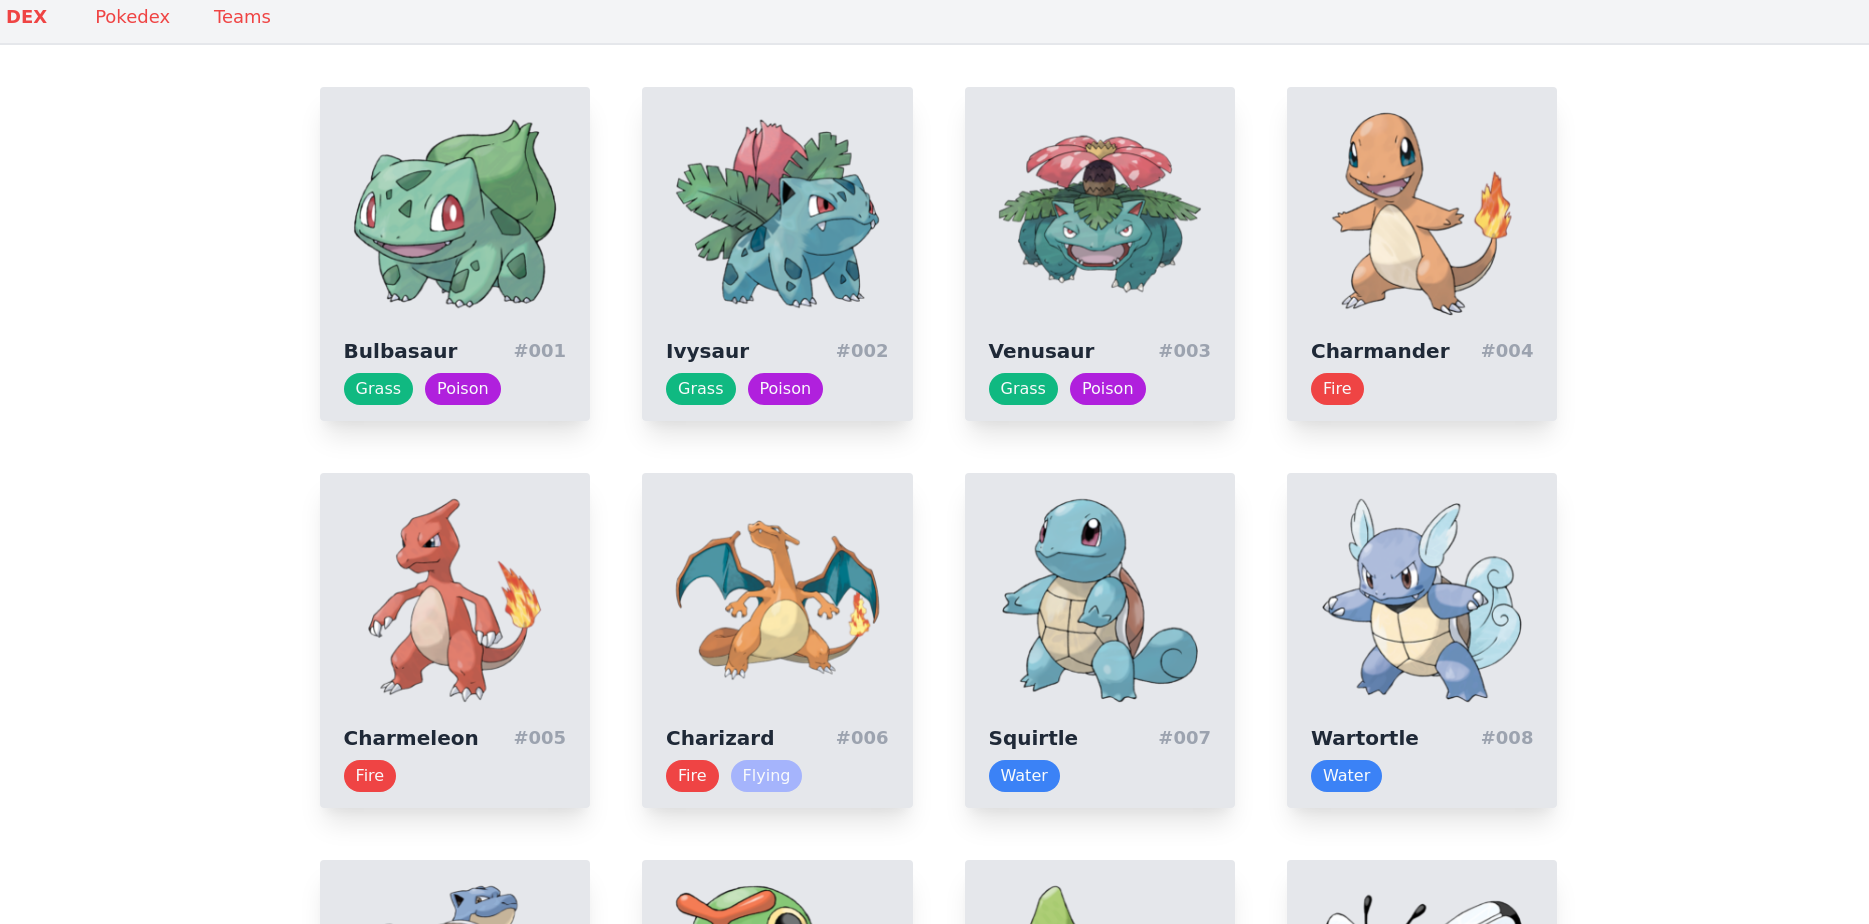 DEX Pokedex Teams
Bulbasaur #001 Ivysaur #002 Venusaur #003 Charmander #004
Grass Poison Grass Poison Grass Poison Fire
Charmeleon #005 Charizard #006 Squirtle #007 Wartortle #008
Fire Fire Flying Water Water